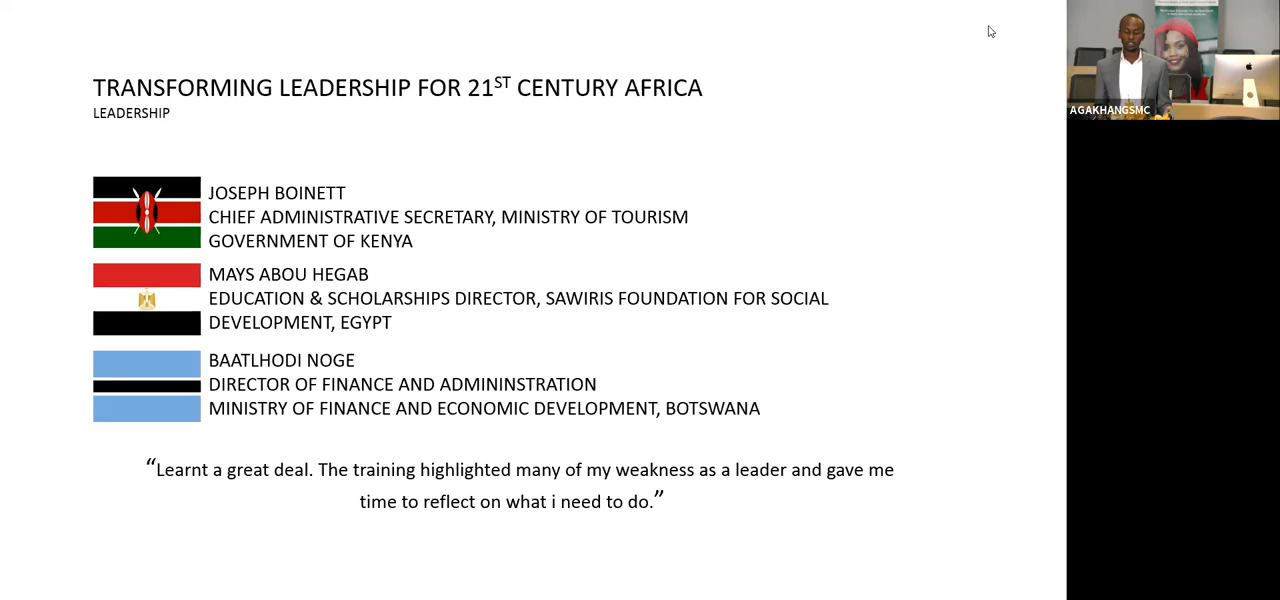 TRANSFORMING LEADERSHIP FOR 21ST CENTURY AFRICA
LEADERSHIP
JOSEPH BOINETT
CHIEF ADMINISTRATIVE SECRETARY, MINISTRY OF TOURISM
GOVERNMENT OF KENYA
MAYS ABOU HEGAB
EDUCATION & SCHOLARSHIPS DIRECTOR, SAWIRIS FOUNDATION FOR SOCIAL
DEVELOPMENT, EGYPT
BAATLHODI NOGE
DIRECTOR OF FINANCE AND ADMININSTRATION
MINISTRY OF FINANCE AND ECONOMIC DEVELOPMENT, BOTSWANA
“Learnt a great deal. The training highlighted many of my weakness as a leader and gave me
time to reflect on what i need to do.”
AGAKHANGSMC